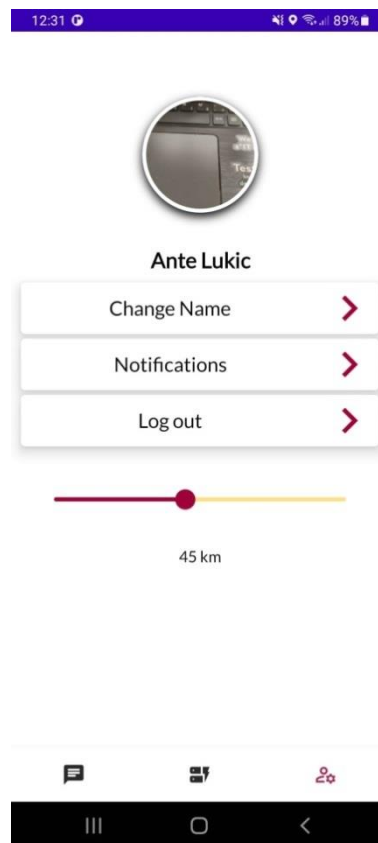 12:31
89%
Ante Lukic
Change Name
Notifications
Log out
45 km